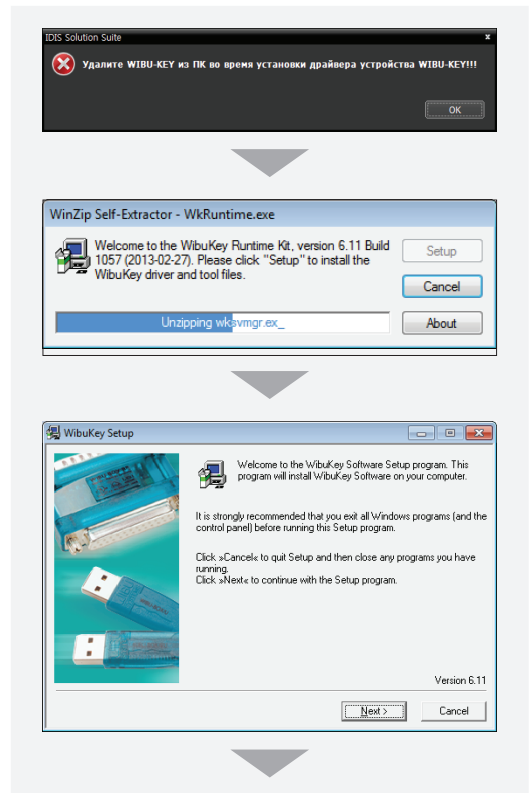 IDIS Solution Suite
x
Удалите WIBU-KEY из ПК во время установки драйвера устройства WIBU-KEY!!!
OK
WinZip Self-Extractor - WkRuntime.exe
Welcome to the WibuKey Runtime Kit, version 6.11 Build
1057 (2013-02-27). Please click "Setup" to install the
WibuKey driver and tool files.
Setup
Cancel
Unzipping wksvmgr.ex_
About
WibuKey Setup
Welcome to the WibuKey Software Setup program. This
program will install WibuKey Software on your computer.
It is strongly recommended that you exit all Windows programs (and the
control panel) before running this Setup program.
Click »Cancel« to quit Setup and then close any programs you have
running.
Click »Next« to continue with the Setup program.
Version 6.11
Next >
Cancel